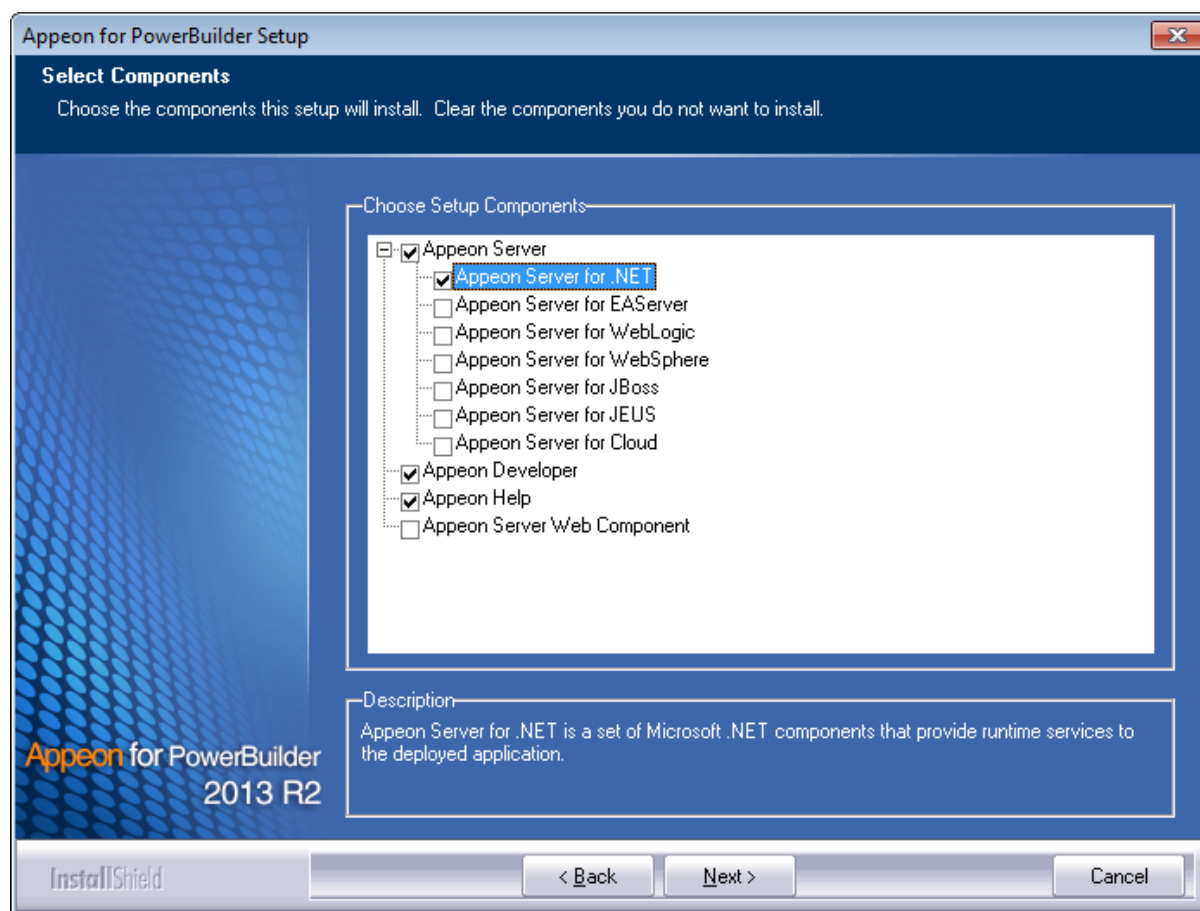 Appeon for PowerBuilder Setup
Select Components
Choose the components this setup will install. Clear the components you do not want to install.
Choose Setup Components
Appeon Server
Appeon Server for .NET
Appeon Server for EAServer
Appeon Server for WebLogic
Appeon Server for WebSphere
Appeon Server for JBoss
Appeon Server for JEUS
Appeon Server for Cloud
Appeon Developer
Appeon Help
Appeon Server Web Component
Description
Appeon Server for .NET is a set of Microsoft .NET components that provide runtime services to
the deployed application.
Appeon for PowerBuilder
2013 R2
InstallShield
< Back
Next >
Cancel